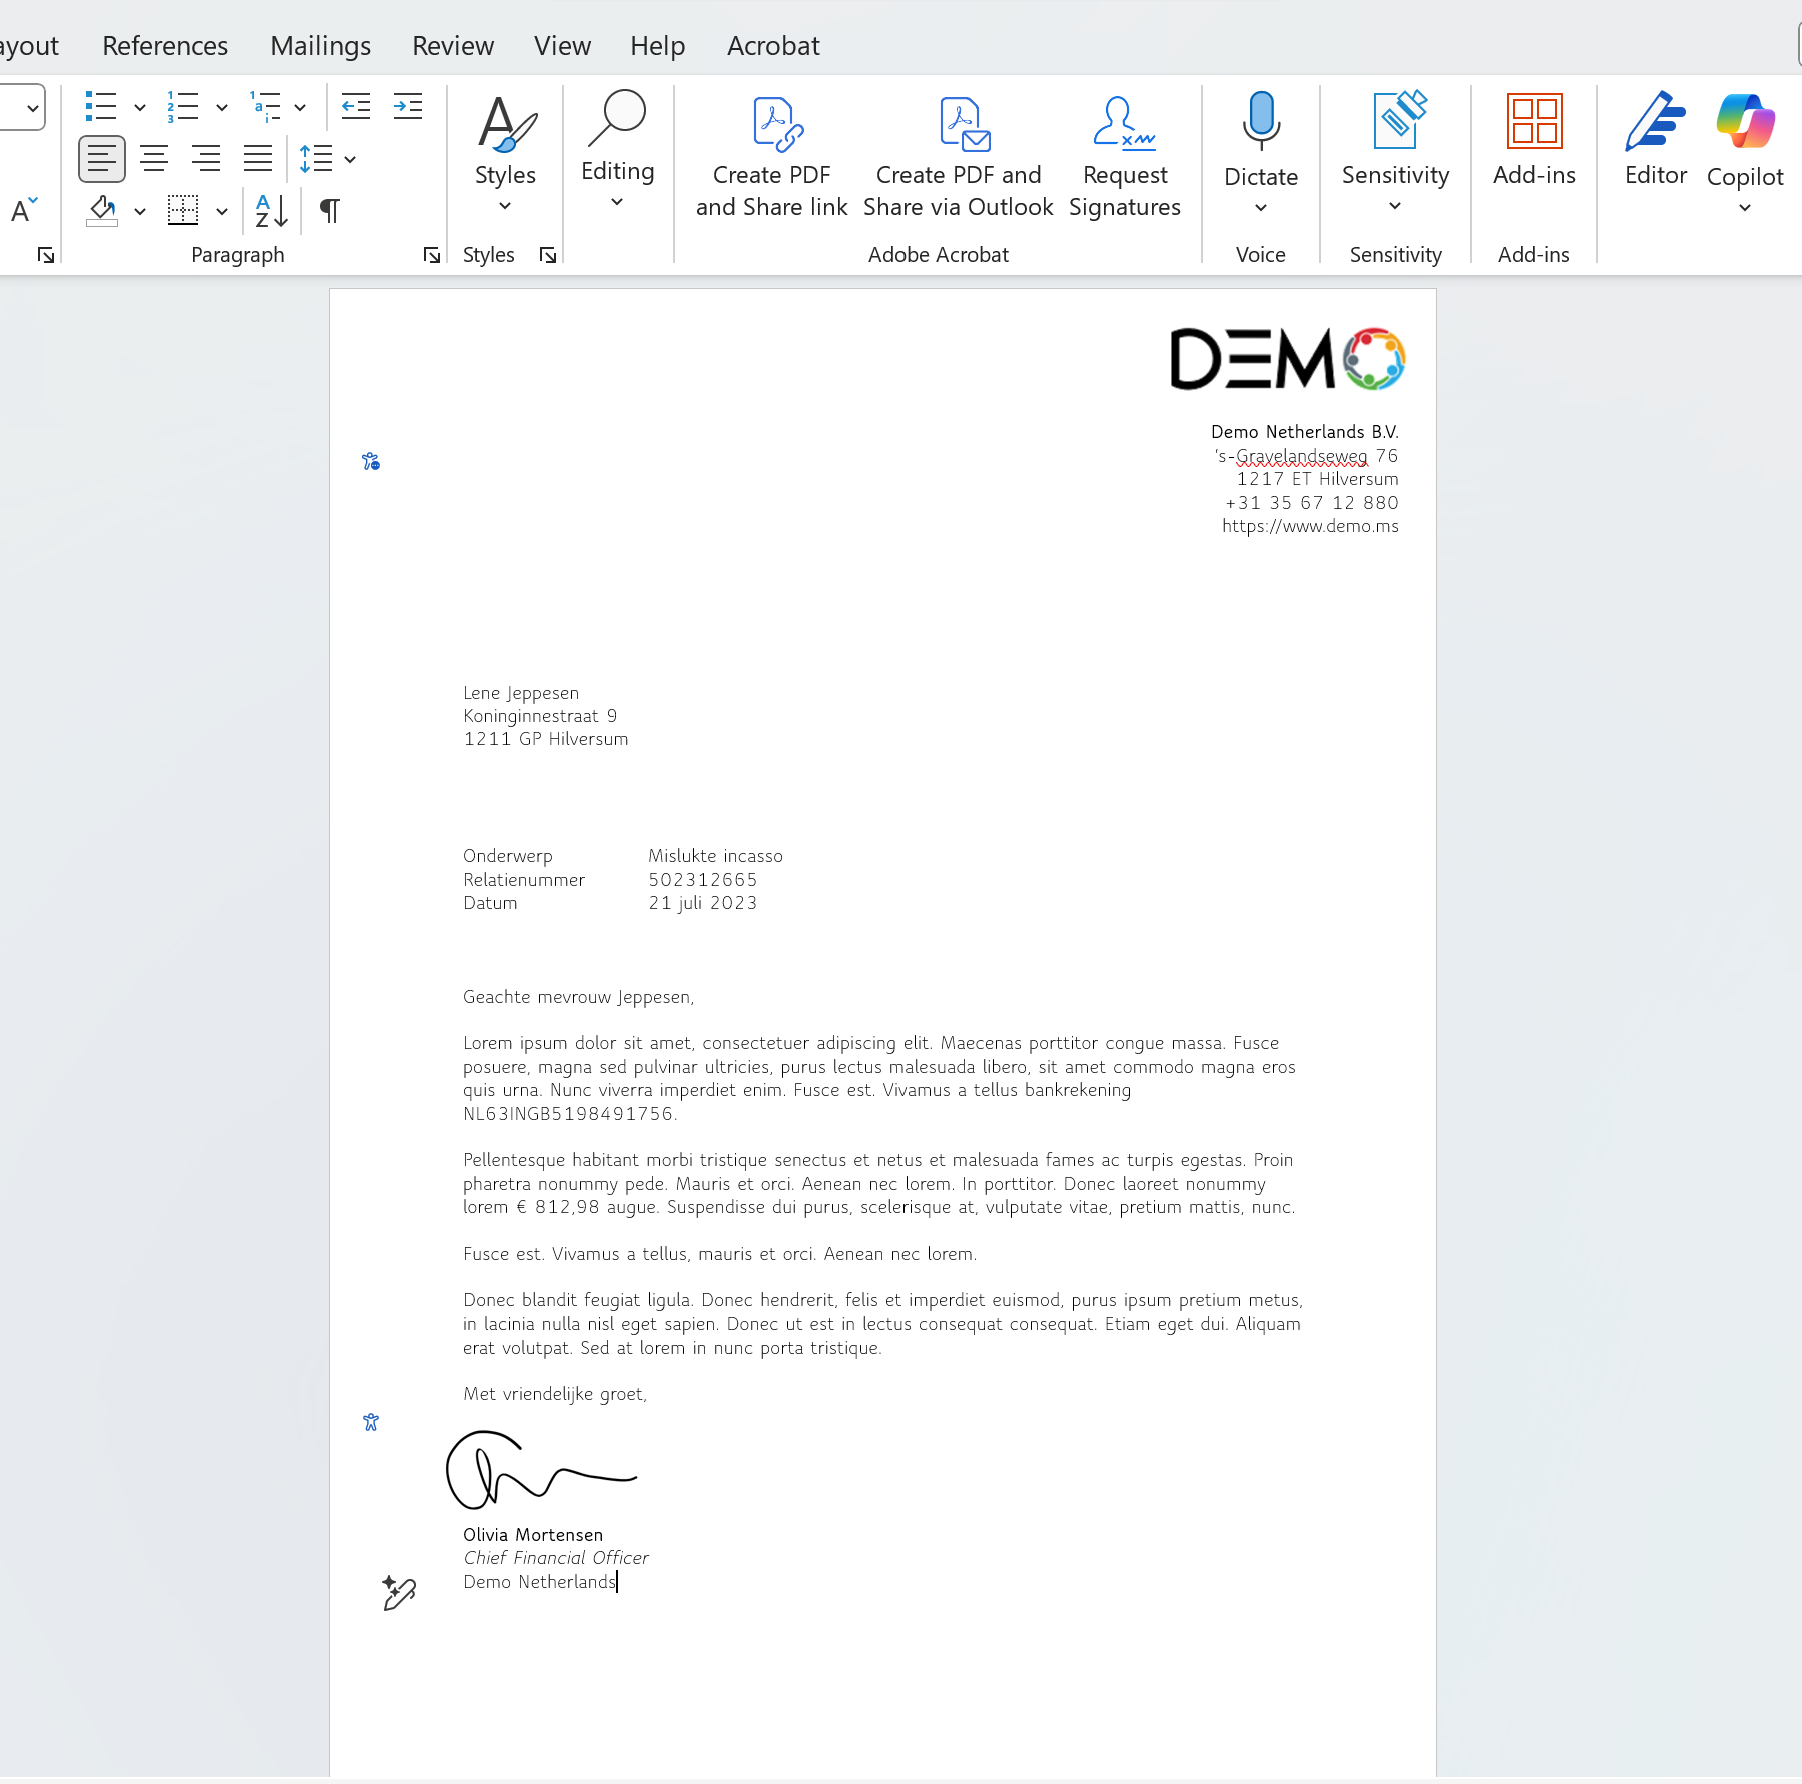 ayout References Mailings Review View Help Acrobat
Styles
Editing
Create PDF and Share link
Create PDF and Share via Outlook
Request Signatures
Dictate
Sensitivity
Add-ins
Editor
Copilot
Paragraph
Styles
Adobe Acrobat
Voice
Sensitivity
Add-ins
DEMO
Demo Netherlands B.V.
's-Gravelandseweg 76
1217 ET Hilversum
+31 35 67 12 880
https://www.demo.ms
Lene Jeppesen
Koninginnestraat 9
1211 GP Hilversum
Onderwerp Mislukte incasso
Relatienummer 502312665
Datum 21 juli 2023
Geachte mevrouw Jeppesen,
Lorem ipsum dolor sit amet, consectetuer adipiscing elit. Maecenas porttitor congue massa. Fusce
posuere, magna sed pulvinar ultricies, purus lectus malesuada libero, sit amet commodo magna eros
quis urna. Nunc viverra imperdiet enim. Fusce est. Vivamus a tellus bankrekening
NL63INGB5198491756.
Pellentesque habitant morbi tristique senectus et netus et malesuada fames ac turpis egestas. Proin
pharetra nonummy pede. Mauris et orci. Aenean nec lorem. In porttitor. Donec laoreet nonummy
lorem € 812,98 augue. Suspendisse dui purus, scelerisque at, vulputate vitae, pretium mattis, nunc.
Fusce est. Vivamus a tellus, mauris et orci. Aenean nec lorem.
Donec blandit feugiat ligula. Donec hendrerit, felis et imperdiet euismod, purus ipsum pretium metus,
in lacinia nulla nisl eget sapien. Donec ut est in lectus consequat consequat. Etiam eget dui. Aliquam
erat volutpat. Sed at lorem in nunc porta tristique.
Met vriendelijke groet,
Olivia Mortensen
Chief Financial Officer
Demo Netherlands